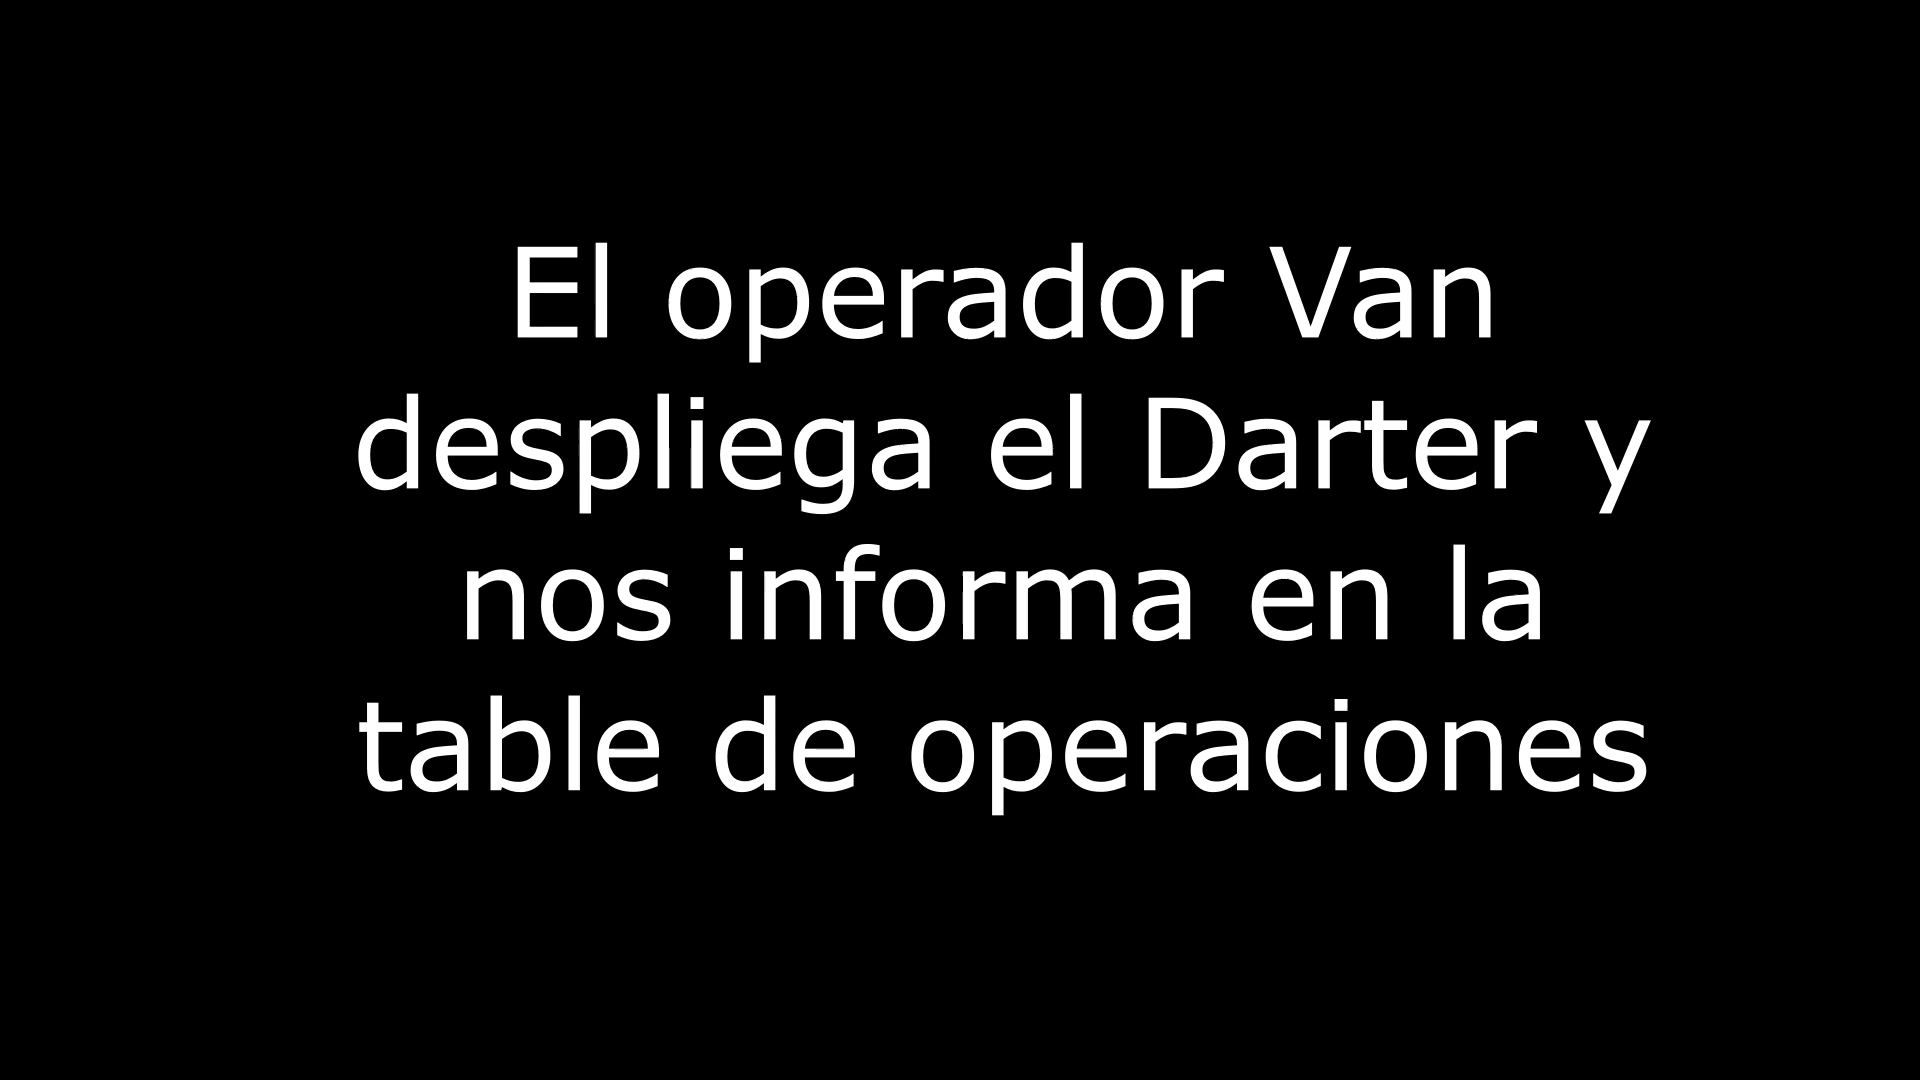 El operador Van
despliega el Darter y
nos informa en la
table de operaciones